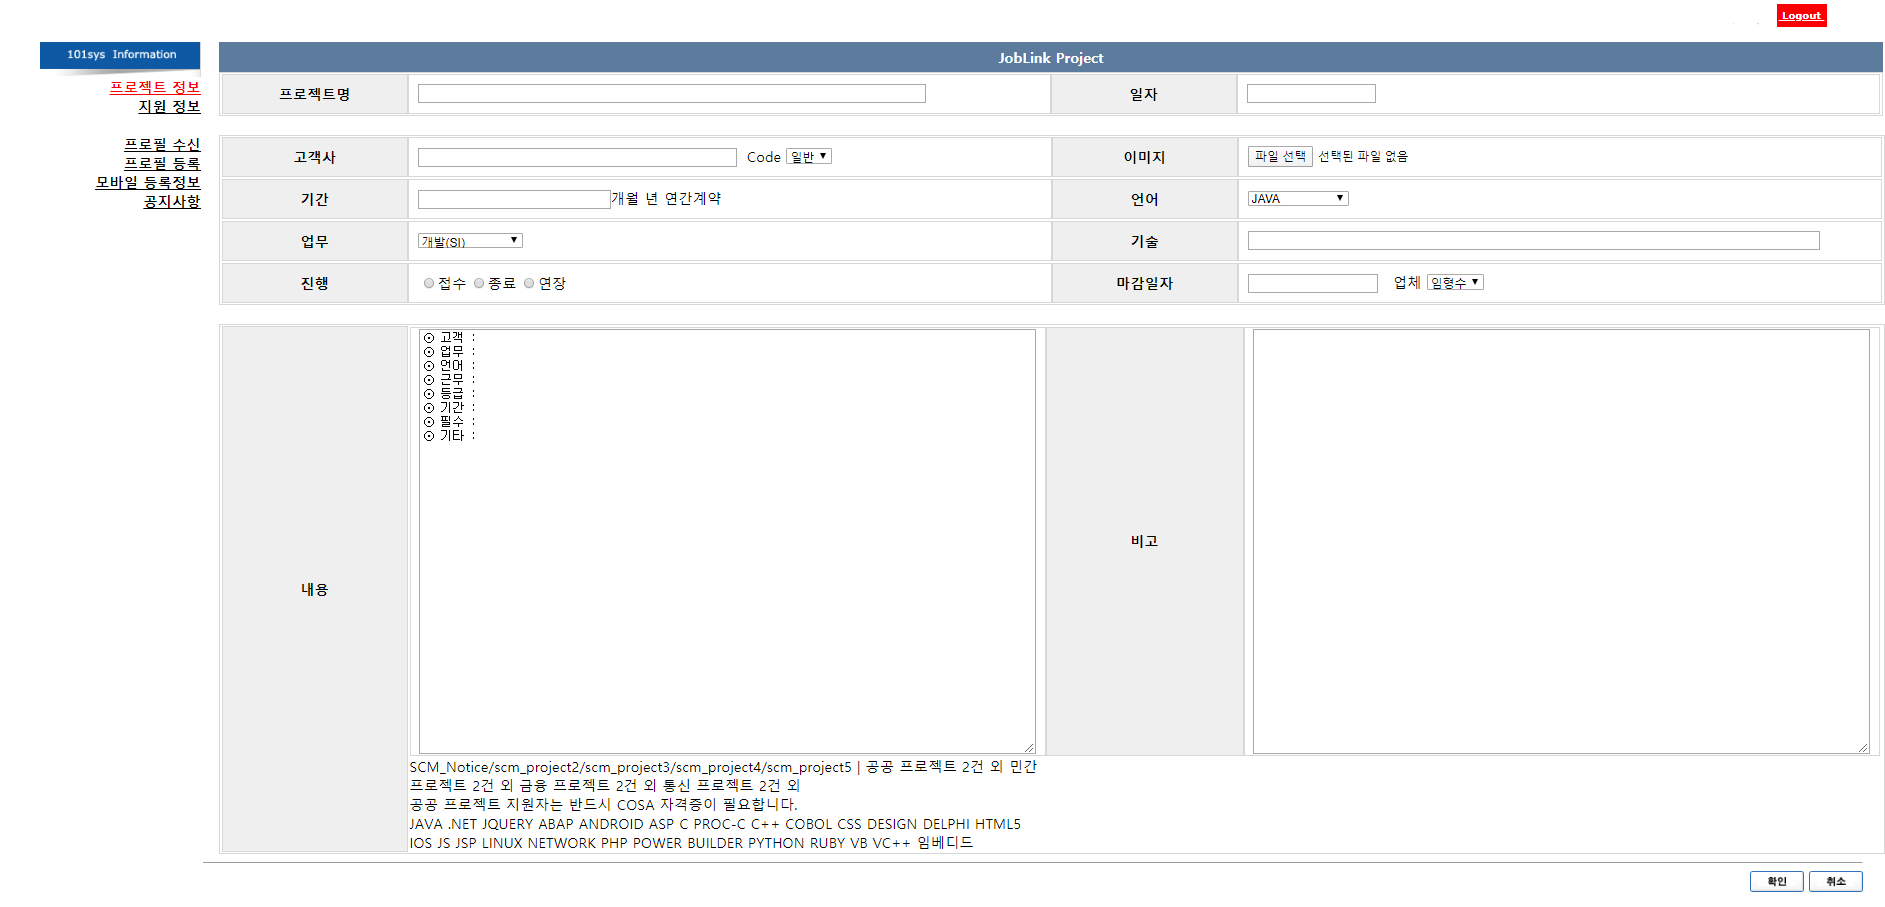 Logout
101sys Information
프로젝트 정보
지원 정보
프로필 수신
프로필 등록
모바일 등록정보
공지사항
JobLink Project
프로젝트명
일자
고객사
Code 일반
이미지
파일 선택 선택된 파일 없음
기간
개월 년 연간계약
언어
JAVA
업무
개발(SI)
기술
진행
접수 종료 연장
마감일자
업체 임형수
내용
⊙ 고객 :
⊙ 업무 :
⊙ 언어 :
⊙ 근무 :
⊙ 등급 :
⊙ 기간 :
⊙ 필수 :
⊙ 기타 :
비고
SCM_Notice/scm_project2/scm_project3/scm_project4/scm_project5 | 공공 프로젝트 2건 외 민간
프로젝트 2건 외 금융 프로젝트 2건 외 통신 프로젝트 2건 외
공공 프로젝트 지원자는 반드시 COSA 자격증이 필요합니다.
JAVA .NET JQUERY ABAP ANDROID ASP C PROC-C C++ COBOL CSS DESIGN DELPHI HTML5
IOS JS JSP LINUX NETWORK PHP POWER BUILDER PYTHON RUBY VB VC++ 임베디드
확인
취소